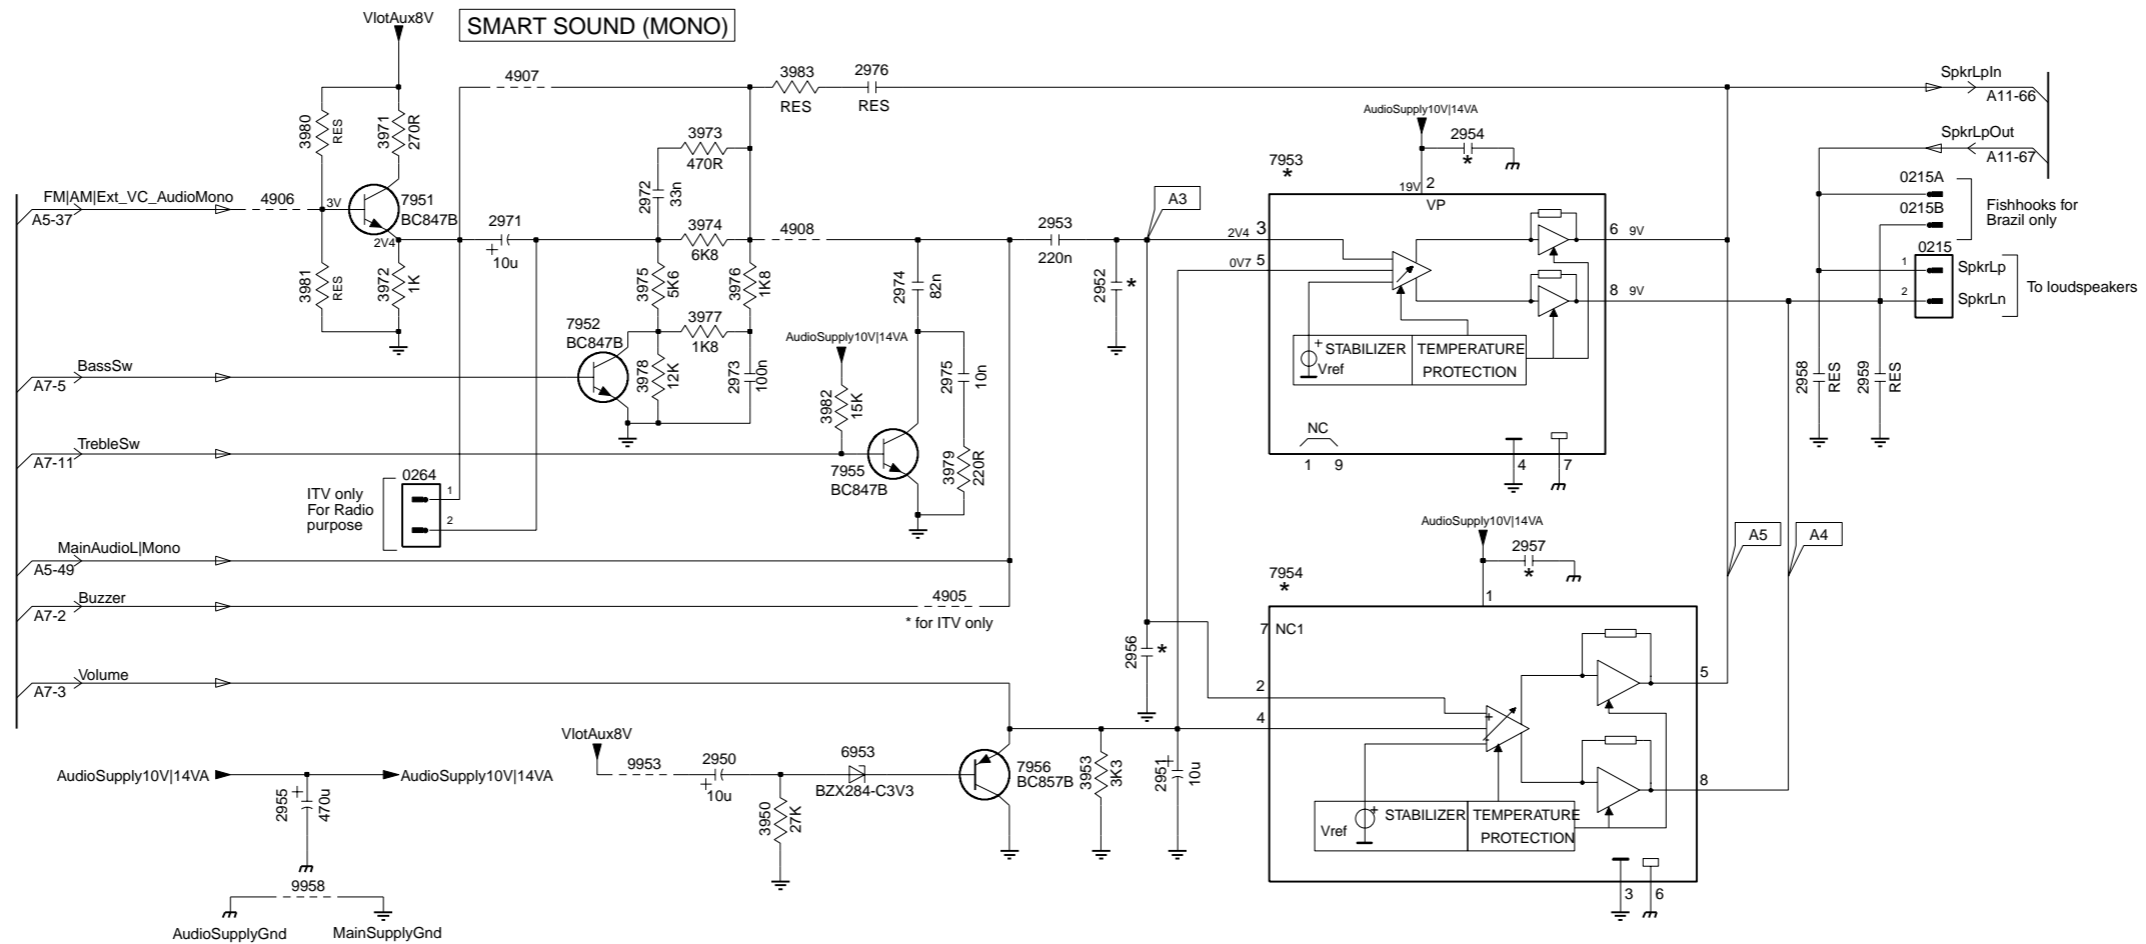 SMART SOUND (MONO)
VlotAux8V
4907
3983
RES
2976
RES
SpkrLpIn
A11-66
SpkrLpOut
A11-67
3980
RES
3971
270R
3973
470R
AudioSupply10V|14VA
2954
*
7953
*
0215A
0215B
Fishhooks for
Brazil only
FM|AM|Ext_VC_AudioMono
A5-37
4906
3V
7951
BC847B
2V4
2972
33n
A3
19V
2
VP
2971
+
10u
3974
6K8
4908
2953
220n
2V4
3
0V7
5
6
9V
8
9V
0215
1
SpkrLp
2
SpkrLn
To loudspeakers
3981
RES
3972
1K
3975
5K6
3976
1K8
2974
82n
2952
*
7952
BC847B
3977
1K8
AudioSupply10V|14VA
+
STABILIZER
Vref
TEMPERATURE
PROTECTION
BassSw
A7-5
3978
12K
2973
100n
3982
15K
2975
10n
2958
RES
2959
RES
TrebleSw
A7-11
NC
1
9
4
7
0264
1
2
ITV only
For Radio
purpose
7955
BC847B
3979
220R
AudioSupply10V|14VA
2957
*
A5
A4
MainAudioL|Mono
A5-49
7954
*
1
Buzzer
A7-2
4905
* for ITV only
7
NC1
2956
*
Volume
A7-3
2
4
+
-
5
8
VlotAux8V
9953
2950
+
10u
6953
BZX284-C3V3
7956
BC857B
3953
3K3
2951
+
10u
AudioSupply10V|14VA
AudioSupply10V|14VA
2955
+
470u
3950
27K
+
STABILIZER
Vref
TEMPERATURE
PROTECTION
3
6
9958
AudioSupplyGnd
MainSupplyGnd